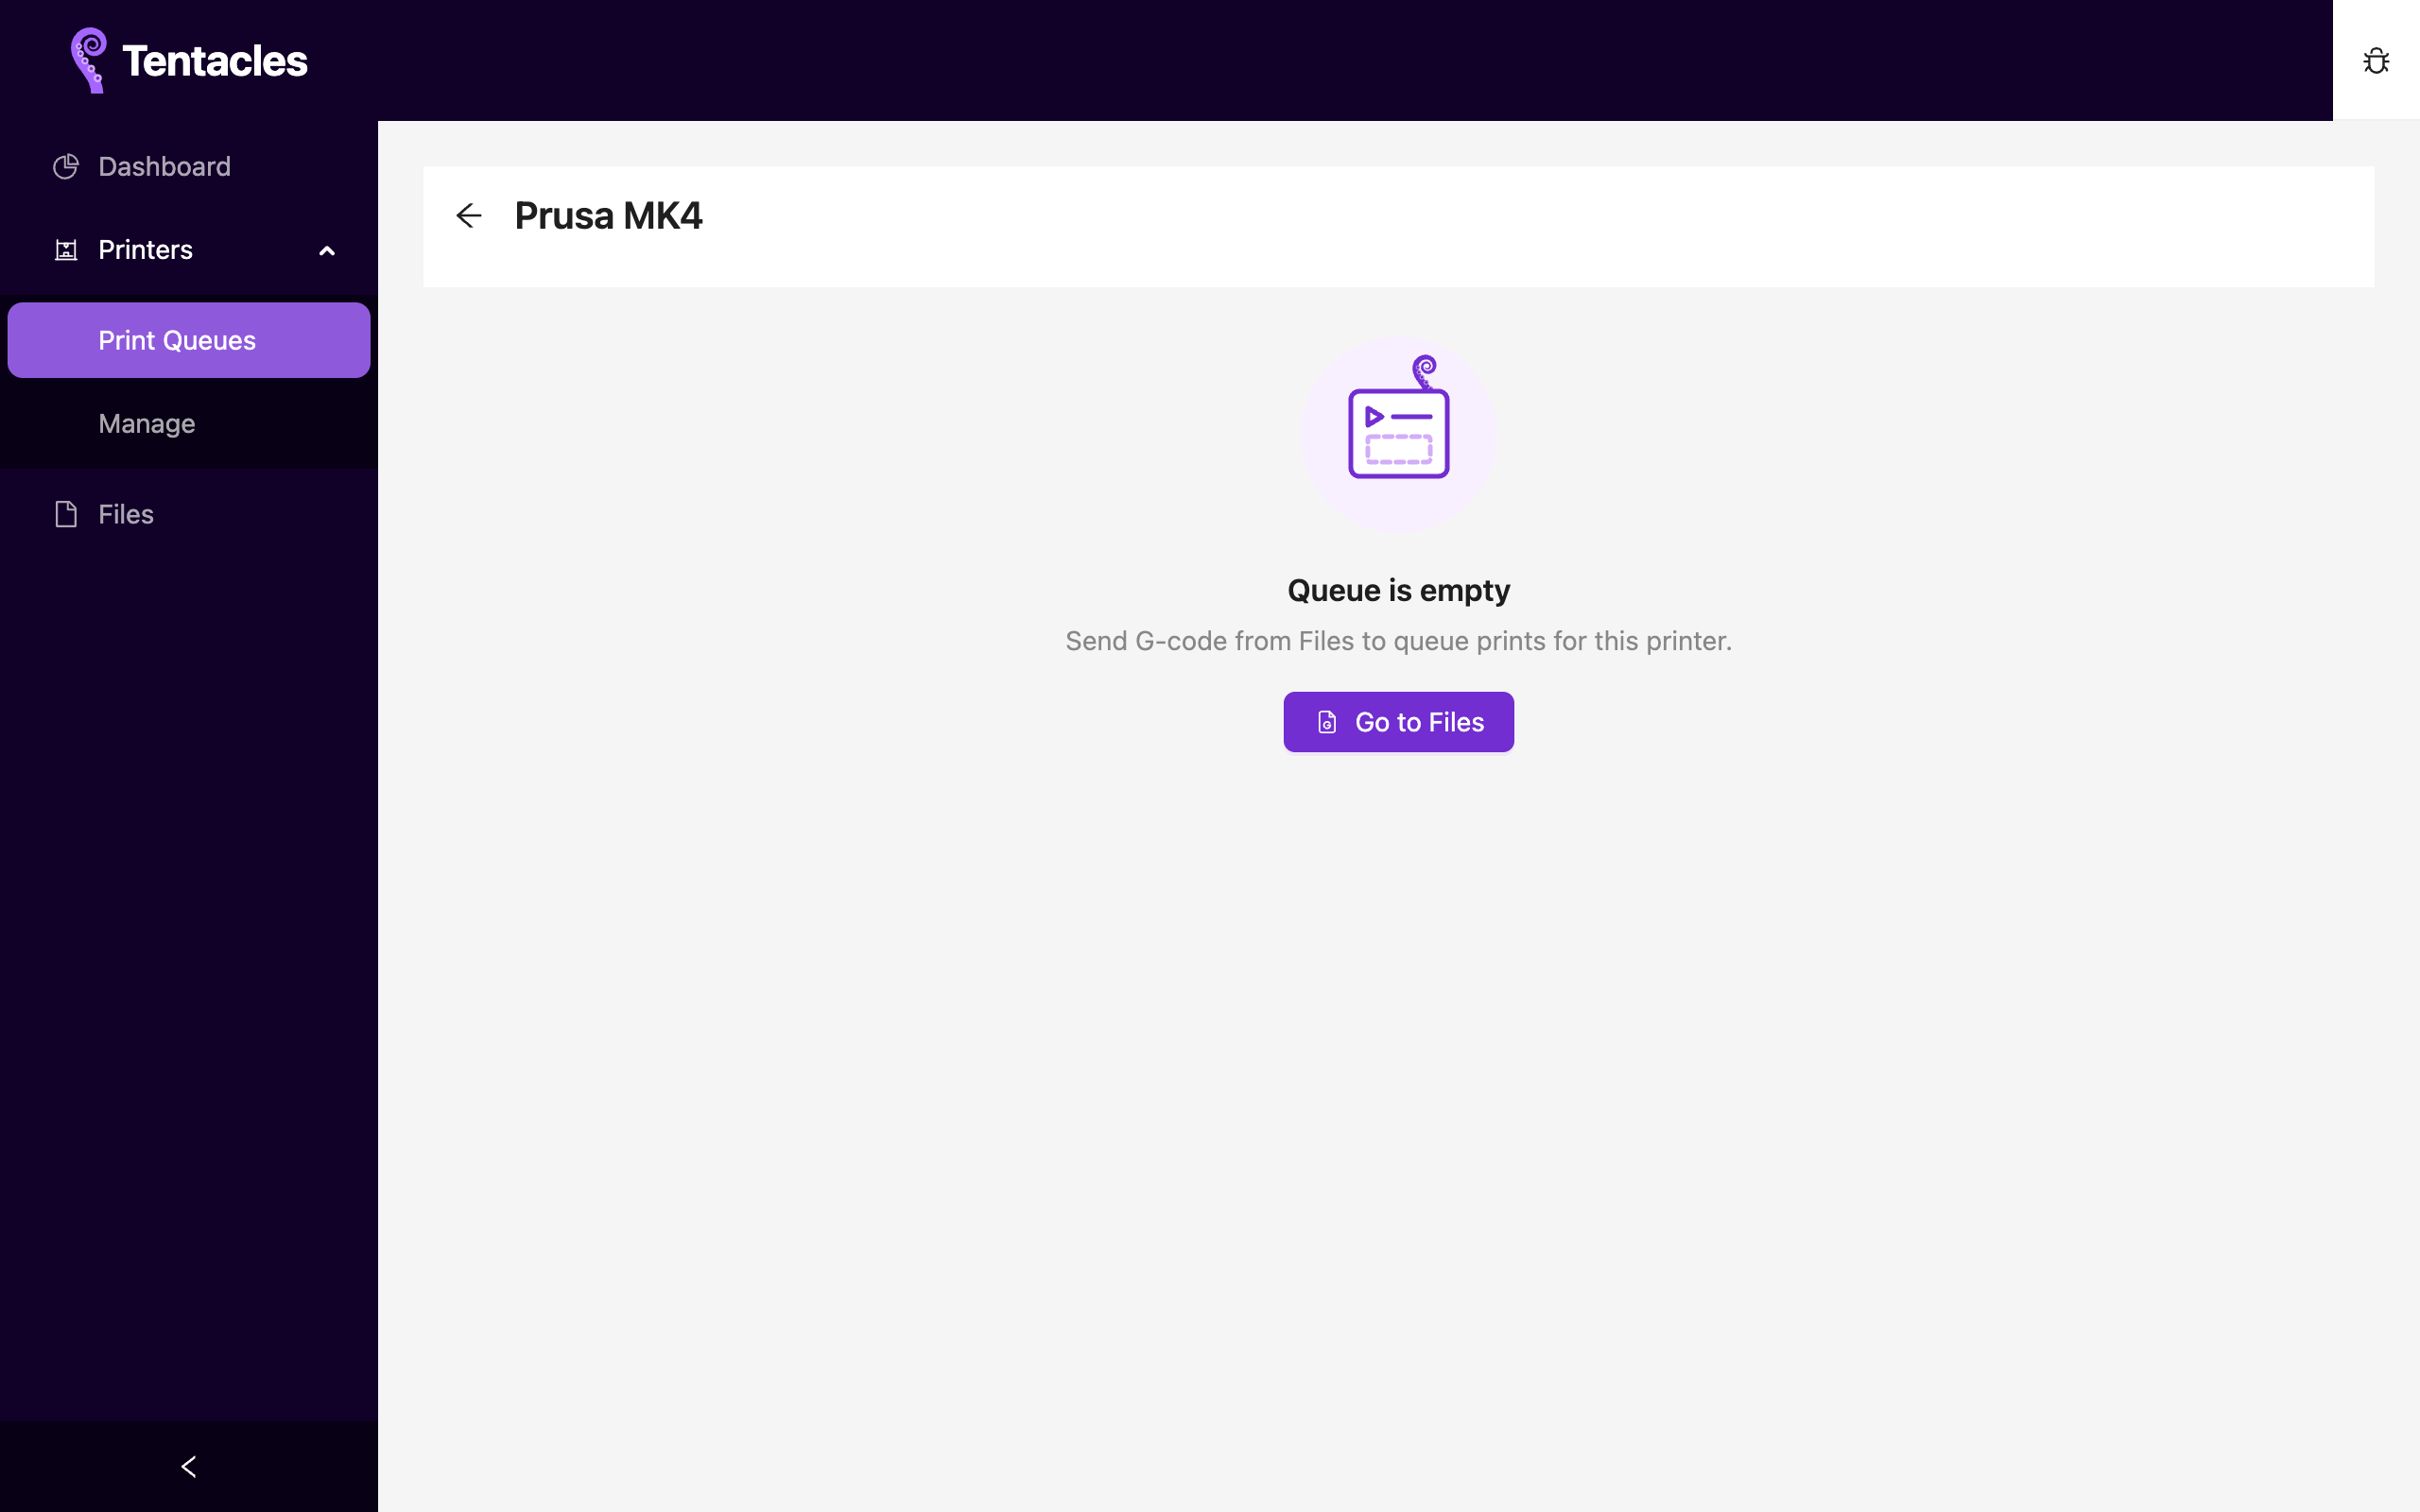 Tentacles
Dashboard
Printers
Print Queues
Manage
Files
Prusa MK4
Queue is empty
Send G-code from Files to queue prints for this printer.
Go to Files